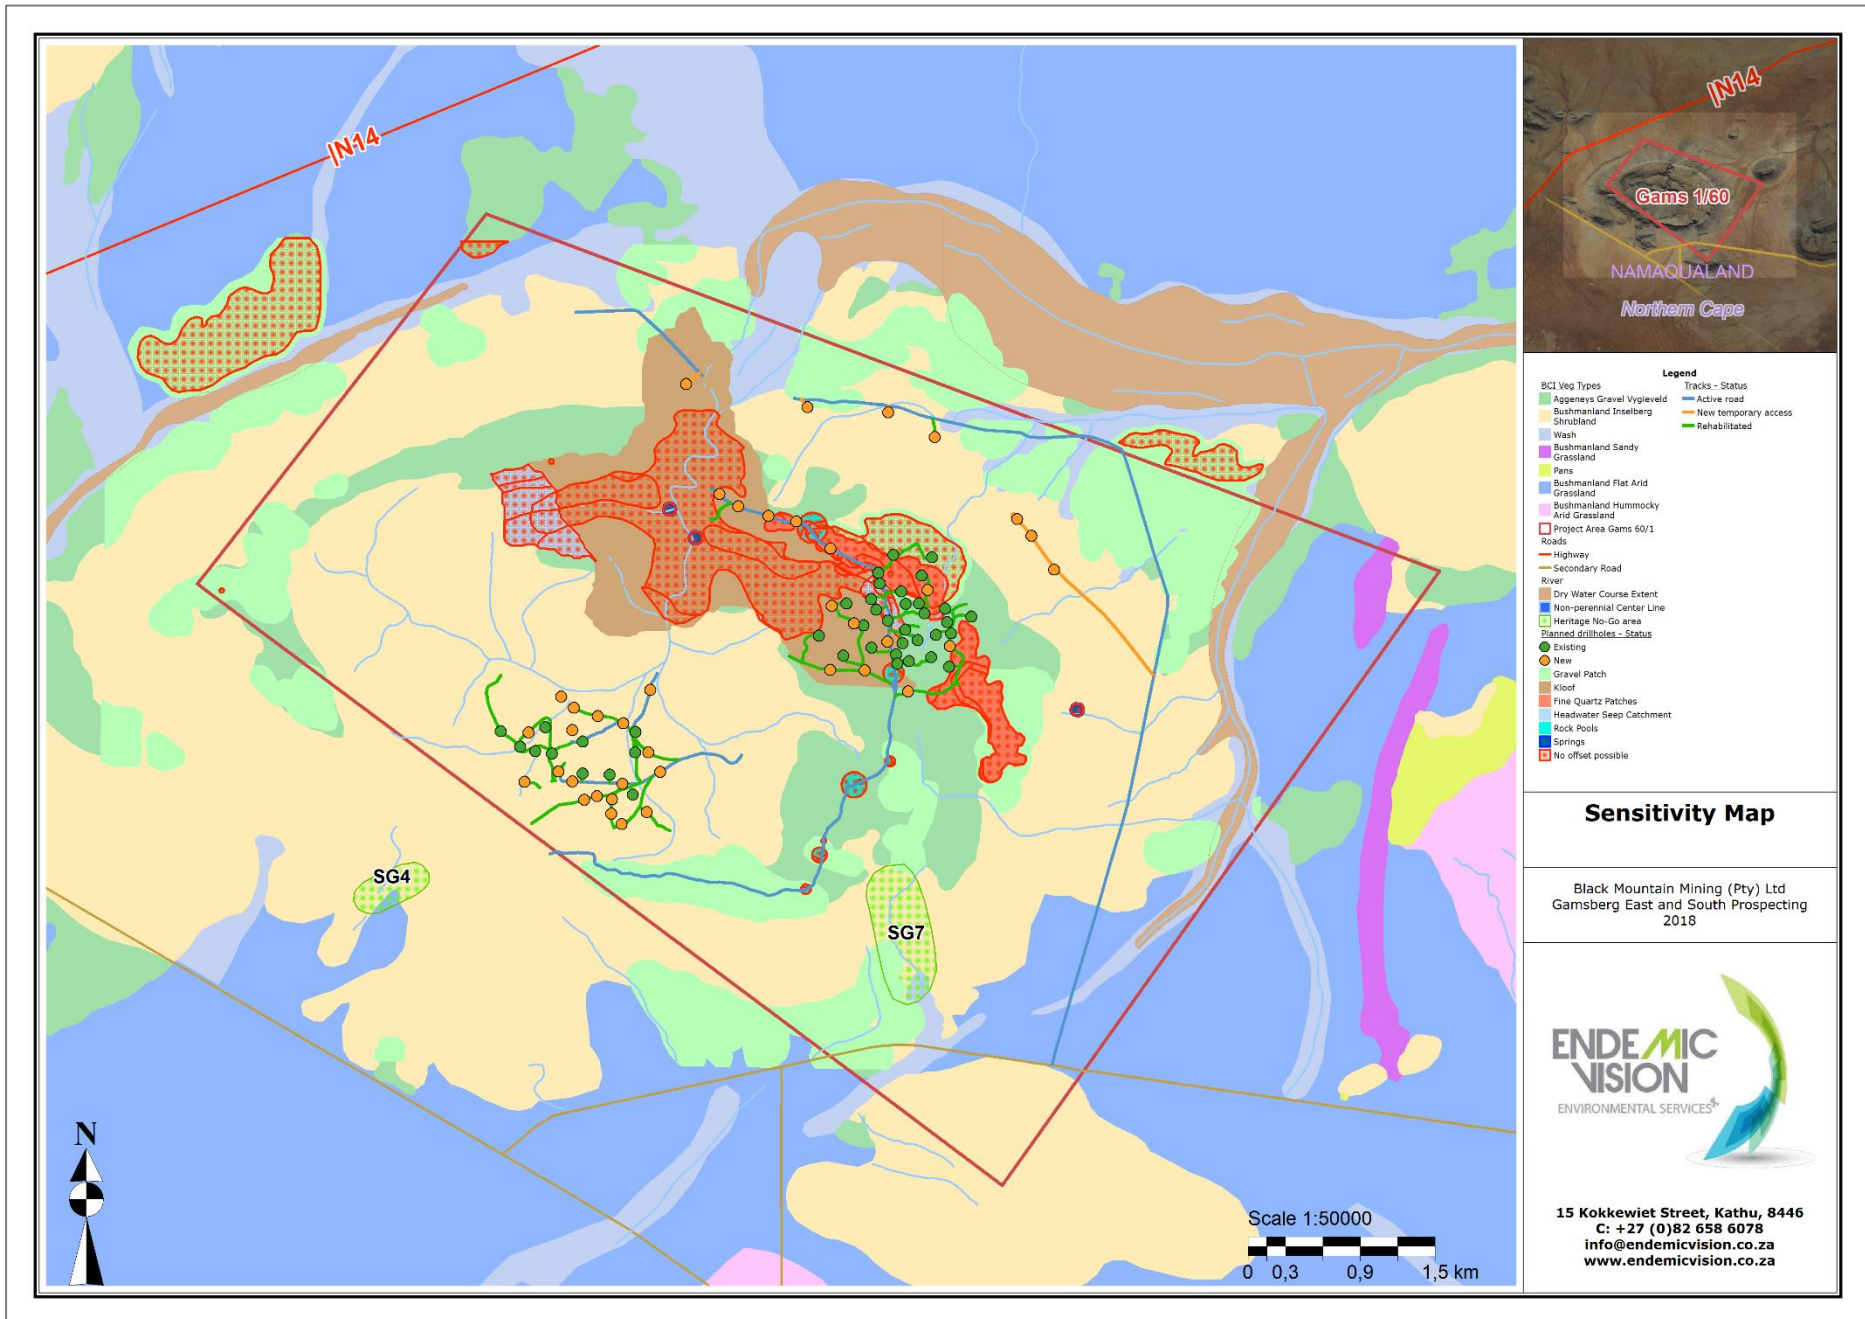 |N14
SG4
SG7
N
Scale 1:50000
0 0,3 0,9 1,5 km
|N14
Gams 1/60
NAMAQUALAND
Northern Cape
Legend
BCI Veg Types
Aggeneys Gravel Vygieveld
Bushmanland Inselberg
Shrubland
Wash
Bushmanland Sandy
Grassland
Pans
Bushmanland Flat Arid
Grassland
Bushmanland Hummocky
Arid Grassland
Project Area Gams 60/1
Roads
Highway
Secondary Road
River
Dry Water Course Extent
Non-perennial Center Line
Heritage No-Go area
Planned drillholes - Status
Existing
New
Gravel Patch
Kloof
Fine Quartz Patches
Headwater Seep Catchment
Rock Pools
Springs
No offset possible
Tracks - Status
Active road
New temporary access
Rehabilitated
Sensitivity Map
Black Mountain Mining (Pty) Ltd
Gamsberg East and South Prospecting
2018
ENDEMIC
VISION
ENVIRONMENTAL SERVICES
15 Kokkewiet Street, Kathu, 8446
C: +27 (0)82 658 6078
info@endemicvision.co.za
www.endemicvision.co.za